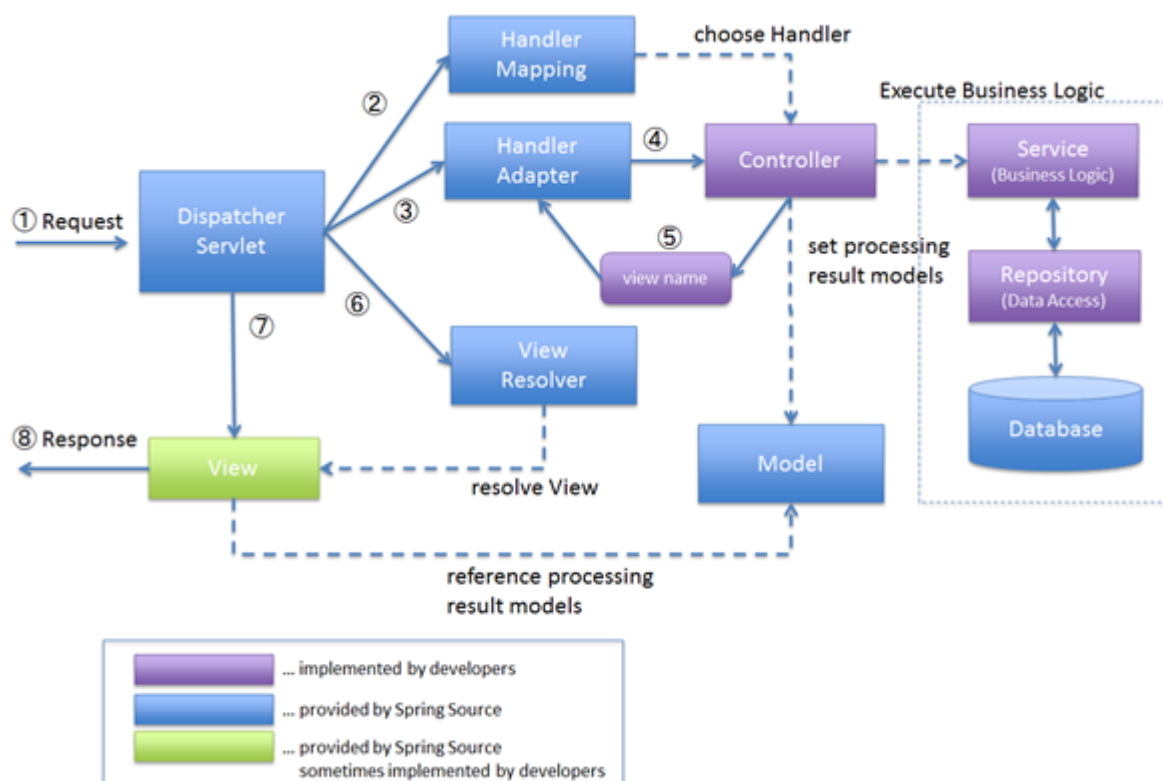 Handler
Mapping
choose Handler
Execute Business Logic
②
Handler
Adapter
④
Controller
Service
(Business Logic)
① Request
Dispatcher
Servlet
③
⑤
view name
set processing
result models
Repository
(Data Access)
⑥
⑦
View
Resolver
⑧ Response
View
resolve View
Model
Database
reference processing
result models
... implemented by developers
... provided by Spring Source
... provided by Spring Source
sometimes implemented by developers